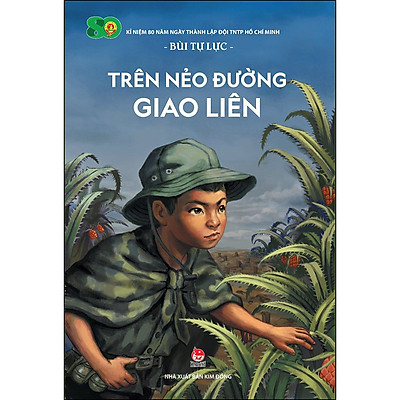 80
KỈ NIỆM 80 NĂM NGÀY THÀNH LẬP ĐỘI TNTP HỒ CHÍ MINH
- BÙI TỰ LỰC -
TRÊN NẺO ĐƯỜNG
GIAO LIÊN
NHÀ XUẤT BẢN KIM ĐỒNG